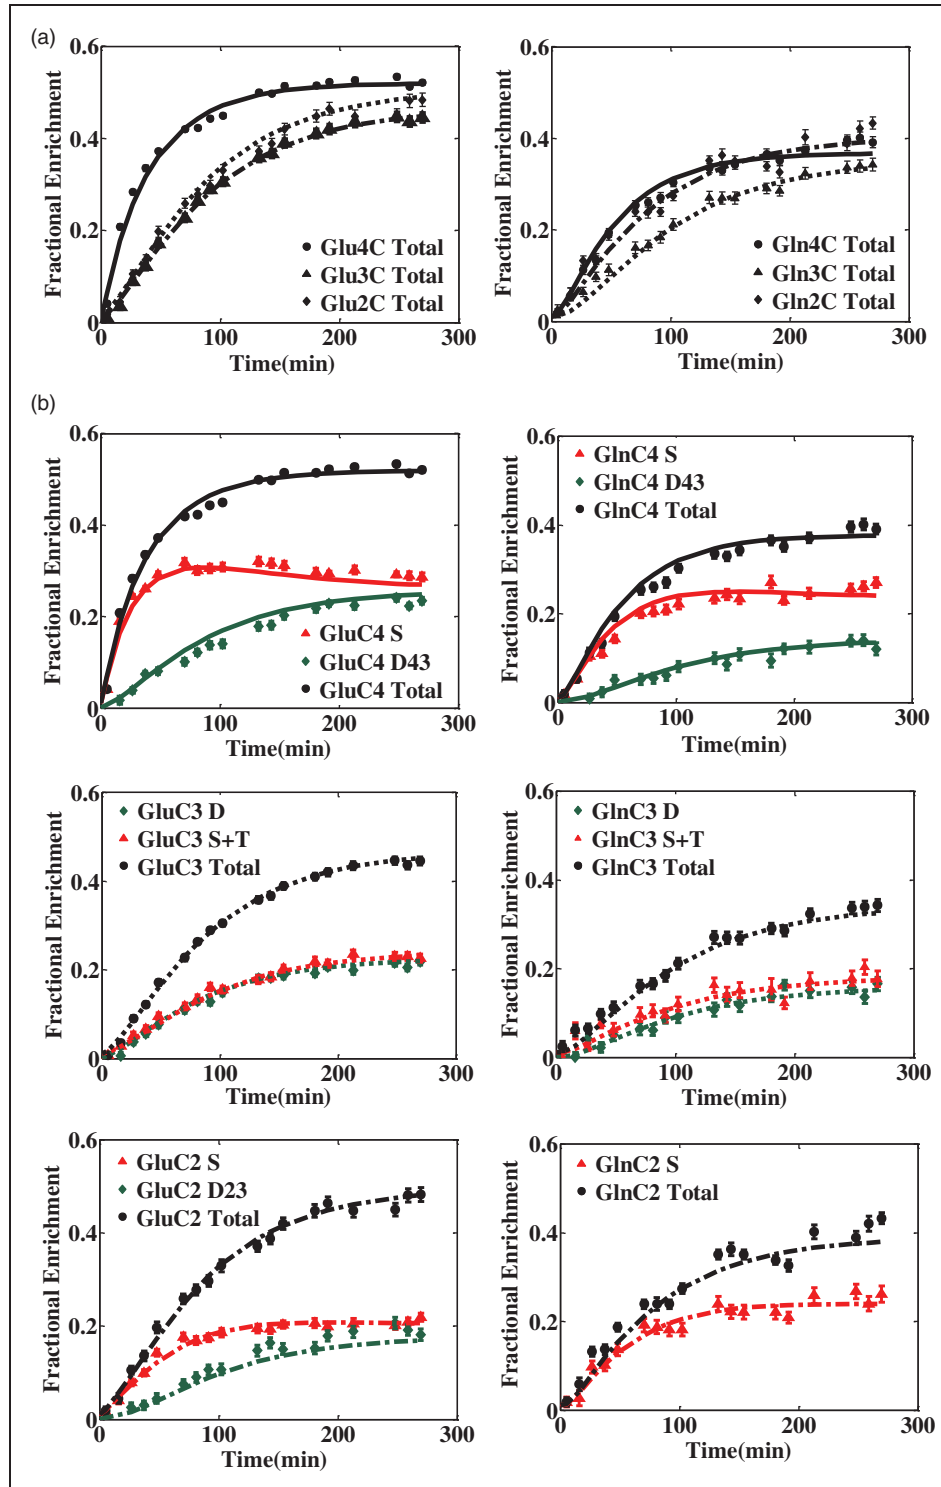 (a)
0.6
0.4
0.2
0
0
100
200
300
Fractional Enrichment
Time(min)
Glu4C Total
Glu3C Total
Glu2C Total
0.6
0.4
0.2
0
0
100
200
300
Fractional Enrichment
Time(min)
Gln4C Total
Gln3C Total
Gln2C Total
(b)
0.6
0.4
0.2
0
0
100
200
300
Fractional Enrichment
Time(min)
GluC4 S
GluC4 D43
GluC4 Total
0.6
0.4
0.2
0
0
100
200
300
Fractional Enrichment
Time(min)
GlnC4 S
GlnC4 D43
GlnC4 Total
0.6
0.4
0.2
0
0
100
200
300
Fractional Enrichment
Time(min)
GluC3 D
GluC3 S+T
GluC3 Total
0.6
0.4
0.2
0
0
100
200
300
Fractional Enrichment
Time(min)
GlnC3 D
GlnC3 S+T
GlnC3 Total
0.6
0.4
0.2
0
0
100
200
300
Fractional Enrichment
Time(min)
GluC2 S
GluC2 D23
GluC2 Total
0.6
0.4
0.2
0
0
100
200
300
Fractional Enrichment
Time(min)
GlnC2 S
GlnC2 Total